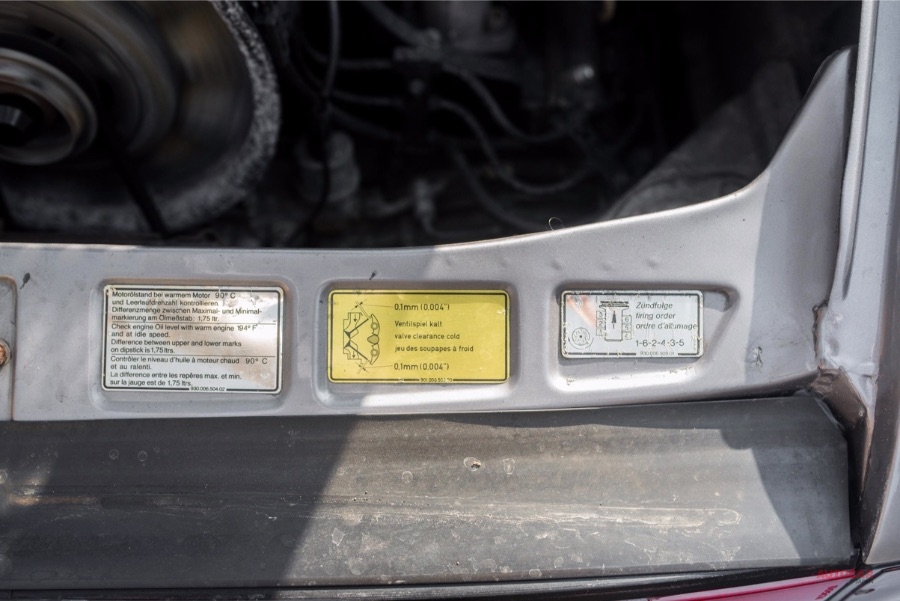 Motorölstand bei warmem Motor 90° C
und Leerlaufdrehzahl kontrollieren.
Differenzmenge zwischen Maximal- und Minimal-
markierung am Ölmeßstab: 1,75 ltr.
Check engine Oil level with warm engine 194° F
and at idle speed.
Difference between upper and lower marks
on dipstick is 1,75 ltrs.
Contrôler le niveau d'huile à moteur chaud 90° C
et au ralenti.
La difference entre les repères max. et min.
sur la jauge est de 1,75 ltrs.
930.006.504.02
0,1mm (0,004")
Ventilspiel kalt
valve clearance cold
jeu des soupapes à froid
0,1mm (0,004")
Zündfolge
firing order
ordre d'allumage
1-6-2-4-3-5